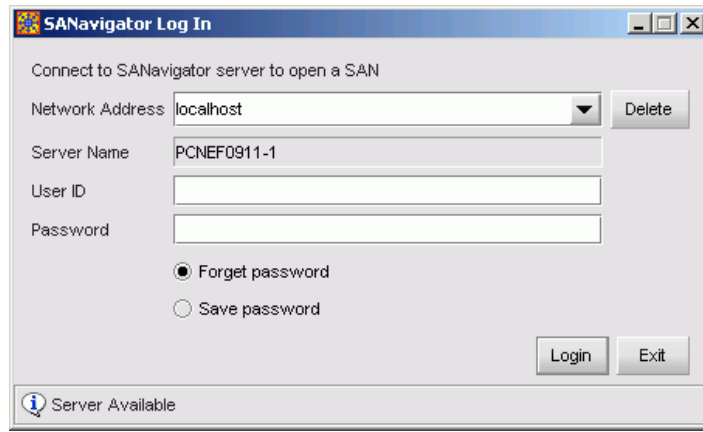 SANavigator Log In
Connect to SANavigator server to open a SAN
Network Address localhost Delete
Server Name PCNEF0911-1
User ID
Password
Forget password
Save password
Login Exit
Server Available